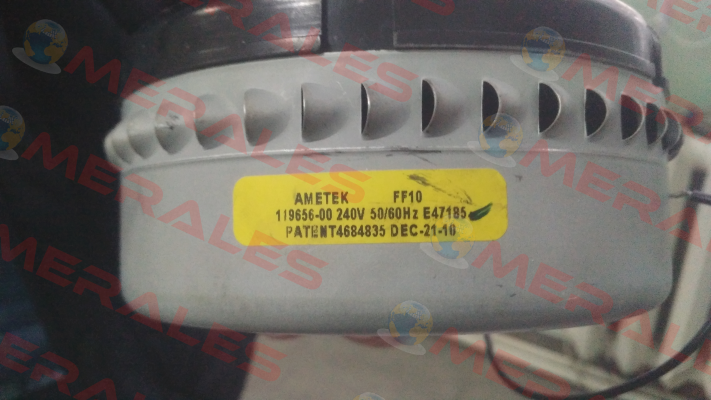 AMETEK FF10
119656-00 240V 50/60Hz E47185
PATENT4684835 DEC-21-10
MERALES